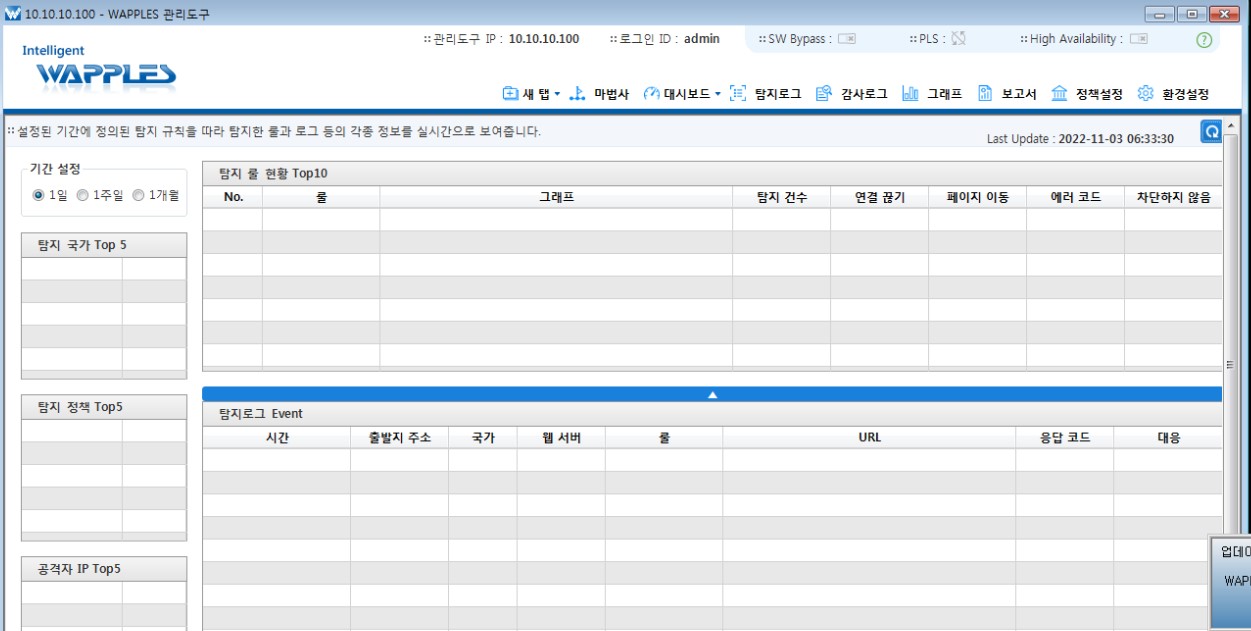 10.10.10.100 - WAPPLES 관리도구
Intelligent
WAPPLES
:: 관리도구 IP : 10.10.10.100 :: 로그인 ID : admin :: SW Bypass : :: PLS : :: High Availability : ?
새 탭 마법사 대시보드 탐지로그 감사로그 그래프 보고서 정책설정 환경설정
:: 설정된 기간에 정의된 탐지 규칙을 따라 탐지한 룰과 로그 등의 각종 정보를 실시간으로 보여줍니다.
Last Update : 2022-11-03 06:33:30
기간 설정
1일 1주일 1개월
탐지 국가 Top 5
탐지 정책 Top5
공격자 IP Top5
탐지 룰 현황 Top10
No. 룰 그래프 탐지 건수 연결 끊기 페이지 이동 에러 코드 차단하지 않음
탐지로그 Event
시간 출발지 주소 국가 웹 서버 룰 URL 응답 코드 대응
업데이
WAPP